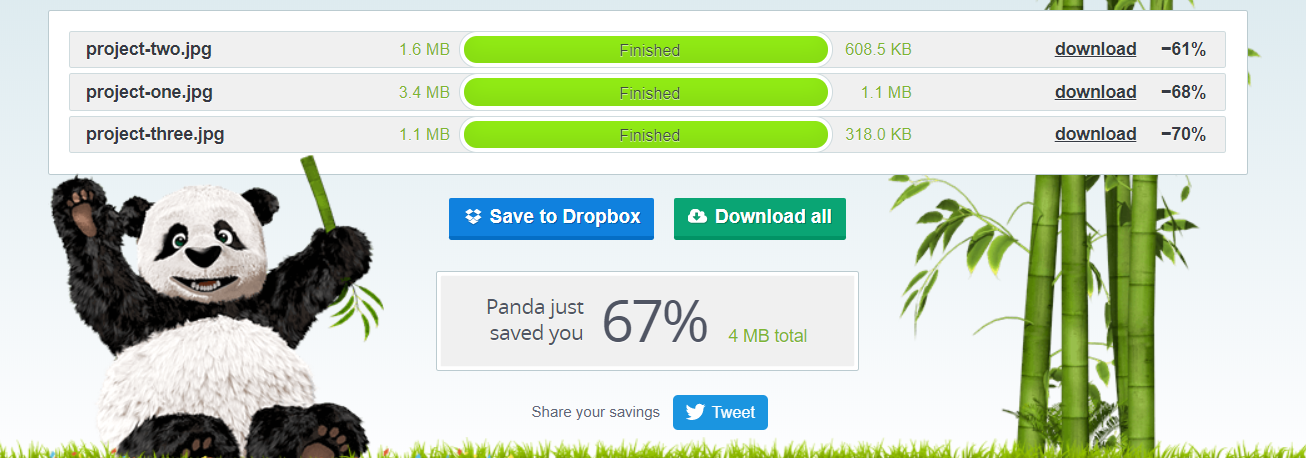 project-two.jpg 1.6 MB Finished 608.5 KB download −61%
project-one.jpg 3.4 MB Finished 1.1 MB download −68%
project-three.jpg 1.1 MB Finished 318.0 KB download −70%
Save to Dropbox Download all
Panda just
saved you 67% 4 MB total
Share your savings Tweet